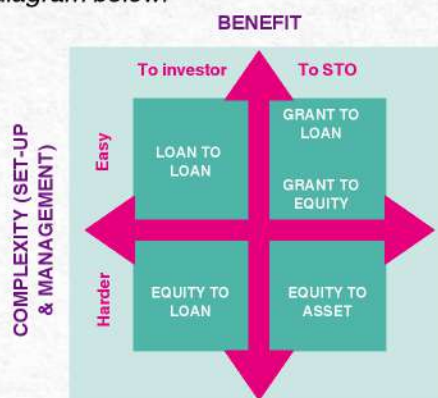 diagram below:
BENEFIT
To investor
To STO
COMPLEXITY (SET-UP
& MANAGEMENT)
Easy
LOAN TO
LOAN
GRANT TO
LOAN
GRANT TO
EQUITY
Harder
EQUITY TO
LOAN
EQUITY TO
ASSET